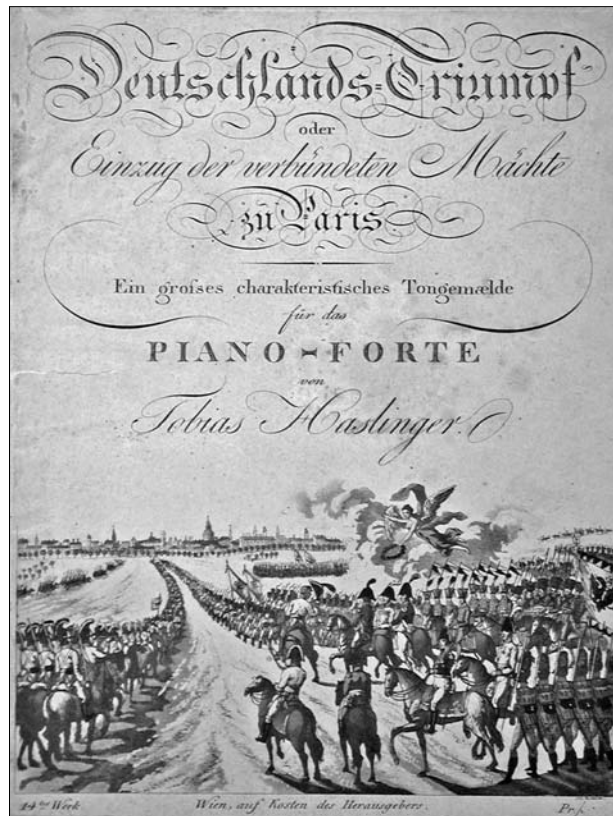 Deutschlands=Triumpf
oder
Einzug der verbündeten Mächte
zu Paris.
Ein großes charakteristisches Tongemælde
für das
PIANO-FORTE
von
Tobias Haslinger.
14tes Werk. Wien, auf Kosten des Herausgebers. Pr.